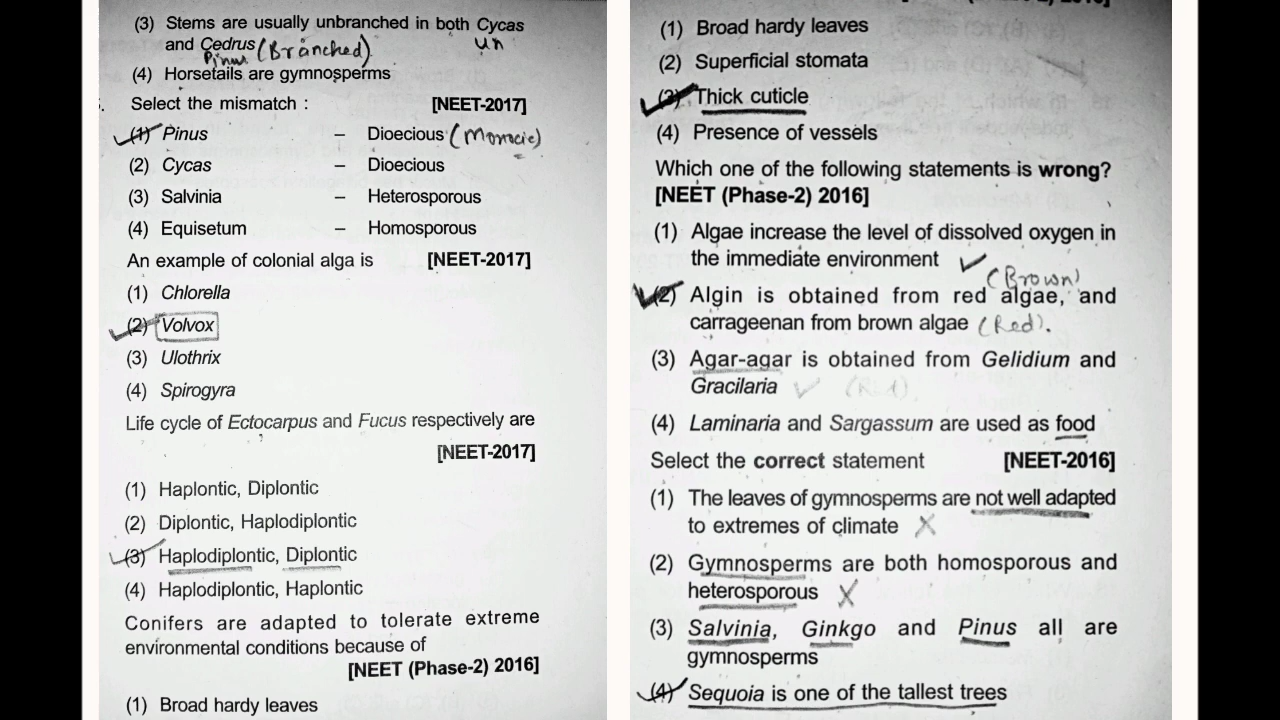 (3) Stems are usually unbranched in both Cycas
and Cedrus (Branched) un
Pinus
(4) Horsetails are gymnosperms
Select the mismatch : [NEET-2017]
(1) Pinus – Dioecious (Monocie)
(2) Cycas – Dioecious
(3) Salvinia – Heterosporous
(4) Equisetum – Homosporous
An example of colonial alga is [NEET-2017]
(1) Chlorella
(2) Volvox
(3) Ulothrix
(4) Spirogyra
Life cycle of Ectocarpus and Fucus respectively are
[NEET-2017]
(1) Haplontic, Diplontic
(2) Diplontic, Haplodiplontic
(3) Haplodiplontic, Diplontic
(4) Haplodiplontic, Haplontic
Conifers are adapted to tolerate extreme
environmental conditions because of
[NEET (Phase-2) 2016]
(1) Broad hardy leaves
(1) Broad hardy leaves
(2) Superficial stomata
(3) Thick cuticle
(4) Presence of vessels
Which one of the following statements is wrong?
[NEET (Phase-2) 2016]
(1) Algae increase the level of dissolved oxygen in
the immediate environment
(Brown)
(2) Algin is obtained from red algae, and
carrageenan from brown algae (Red).
(3) Agar-agar is obtained from Gelidium and
Gracilaria (Red)
(4) Laminaria and Sargassum are used as food
Select the correct statement [NEET-2016]
(1) The leaves of gymnosperms are not well adapted
to extremes of climate
(2) Gymnosperms are both homosporous and
heterosporous
(3) Salvinia, Ginkgo and Pinus all are
gymnosperms
(4) Sequoia is one of the tallest trees